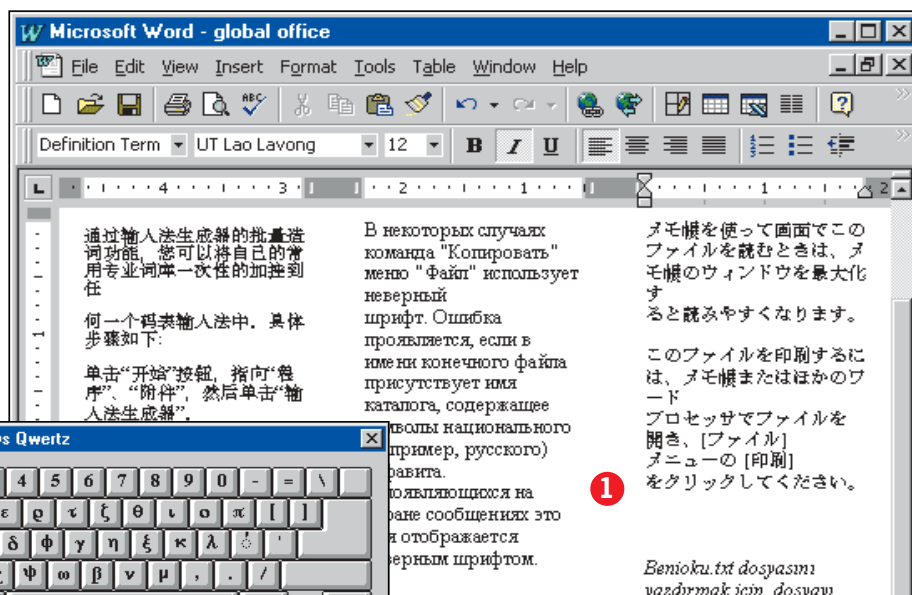 Microsoft Word - global office
File Edit View Insert Format Tools Table Window Help
Definition Term UT Lao Lavong 12 B I U
4 3 2 1 1 2
通过输入法生成器的批量造
词功能，您可以将自己的常
用专业词库一次性的加挂到
任
何一个码表输入法中。具体
步骤如下：
单击“开始”按钮，指向“程
序”、“附件”，然后单击“输
入法生成器”。
В некоторых случаях
команда "Копировать"
меню "Файл" использует
неверный
шрифт. Ошибка
проявляется, если в
имени конечного файла
присутствует имя
каталога, содержащее
мволы национального
пример, русского)
равита.
появляющихся на
ране сообщениях это
я отображается
верным шрифтом.
メモ帳を使って画面でこの
ファイルを読むときは、メ
モ帳のウィンドウを最大化
す
ると読みやすくなります。
このファイルを印刷するに
は、メモ帳またはほかのワ
ード
プロセッサでファイルを
開き、[ファイル]
メニューの [印刷]
をクリックしてください。
1
Benioku.txt dosyasını
yazdırmak için, dosyayı
s Qwertz
4 5 6 7 8 9 0 - = \
ε ρ τ ζ θ ι ο π [ ]
δ φ γ η ξ κ λ '
ψ ω β ν μ , . /